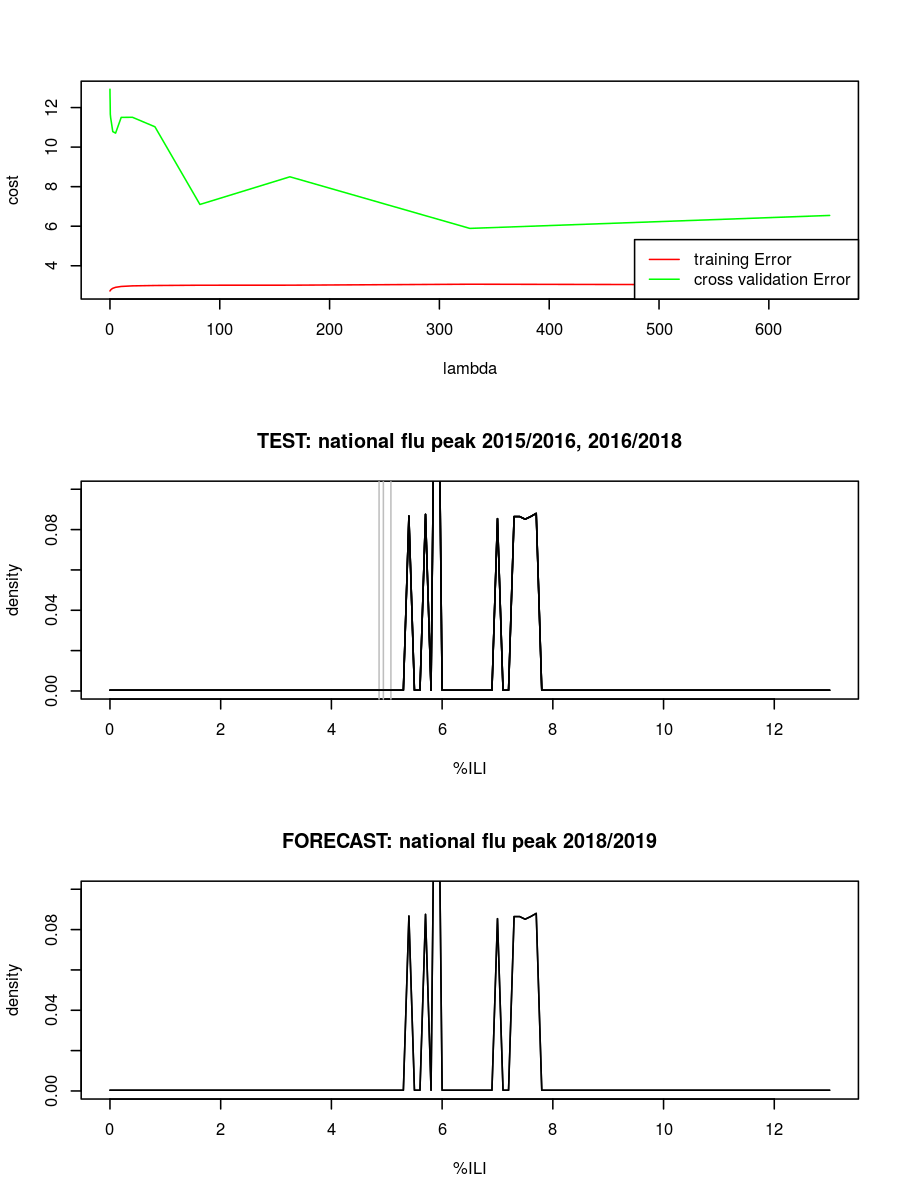 12
10
8
6
4
cost
training Error
cross validation Error
0 100 200 300 400 500 600
lambda
TEST: national flu peak 2015/2016, 2016/2018
0.08
0.04
0.00
density
0 2 4 6 8 10 12
%ILI
FORECAST: national flu peak 2018/2019
0.08
0.04
0.00
density
0 2 4 6 8 10 12
%ILI